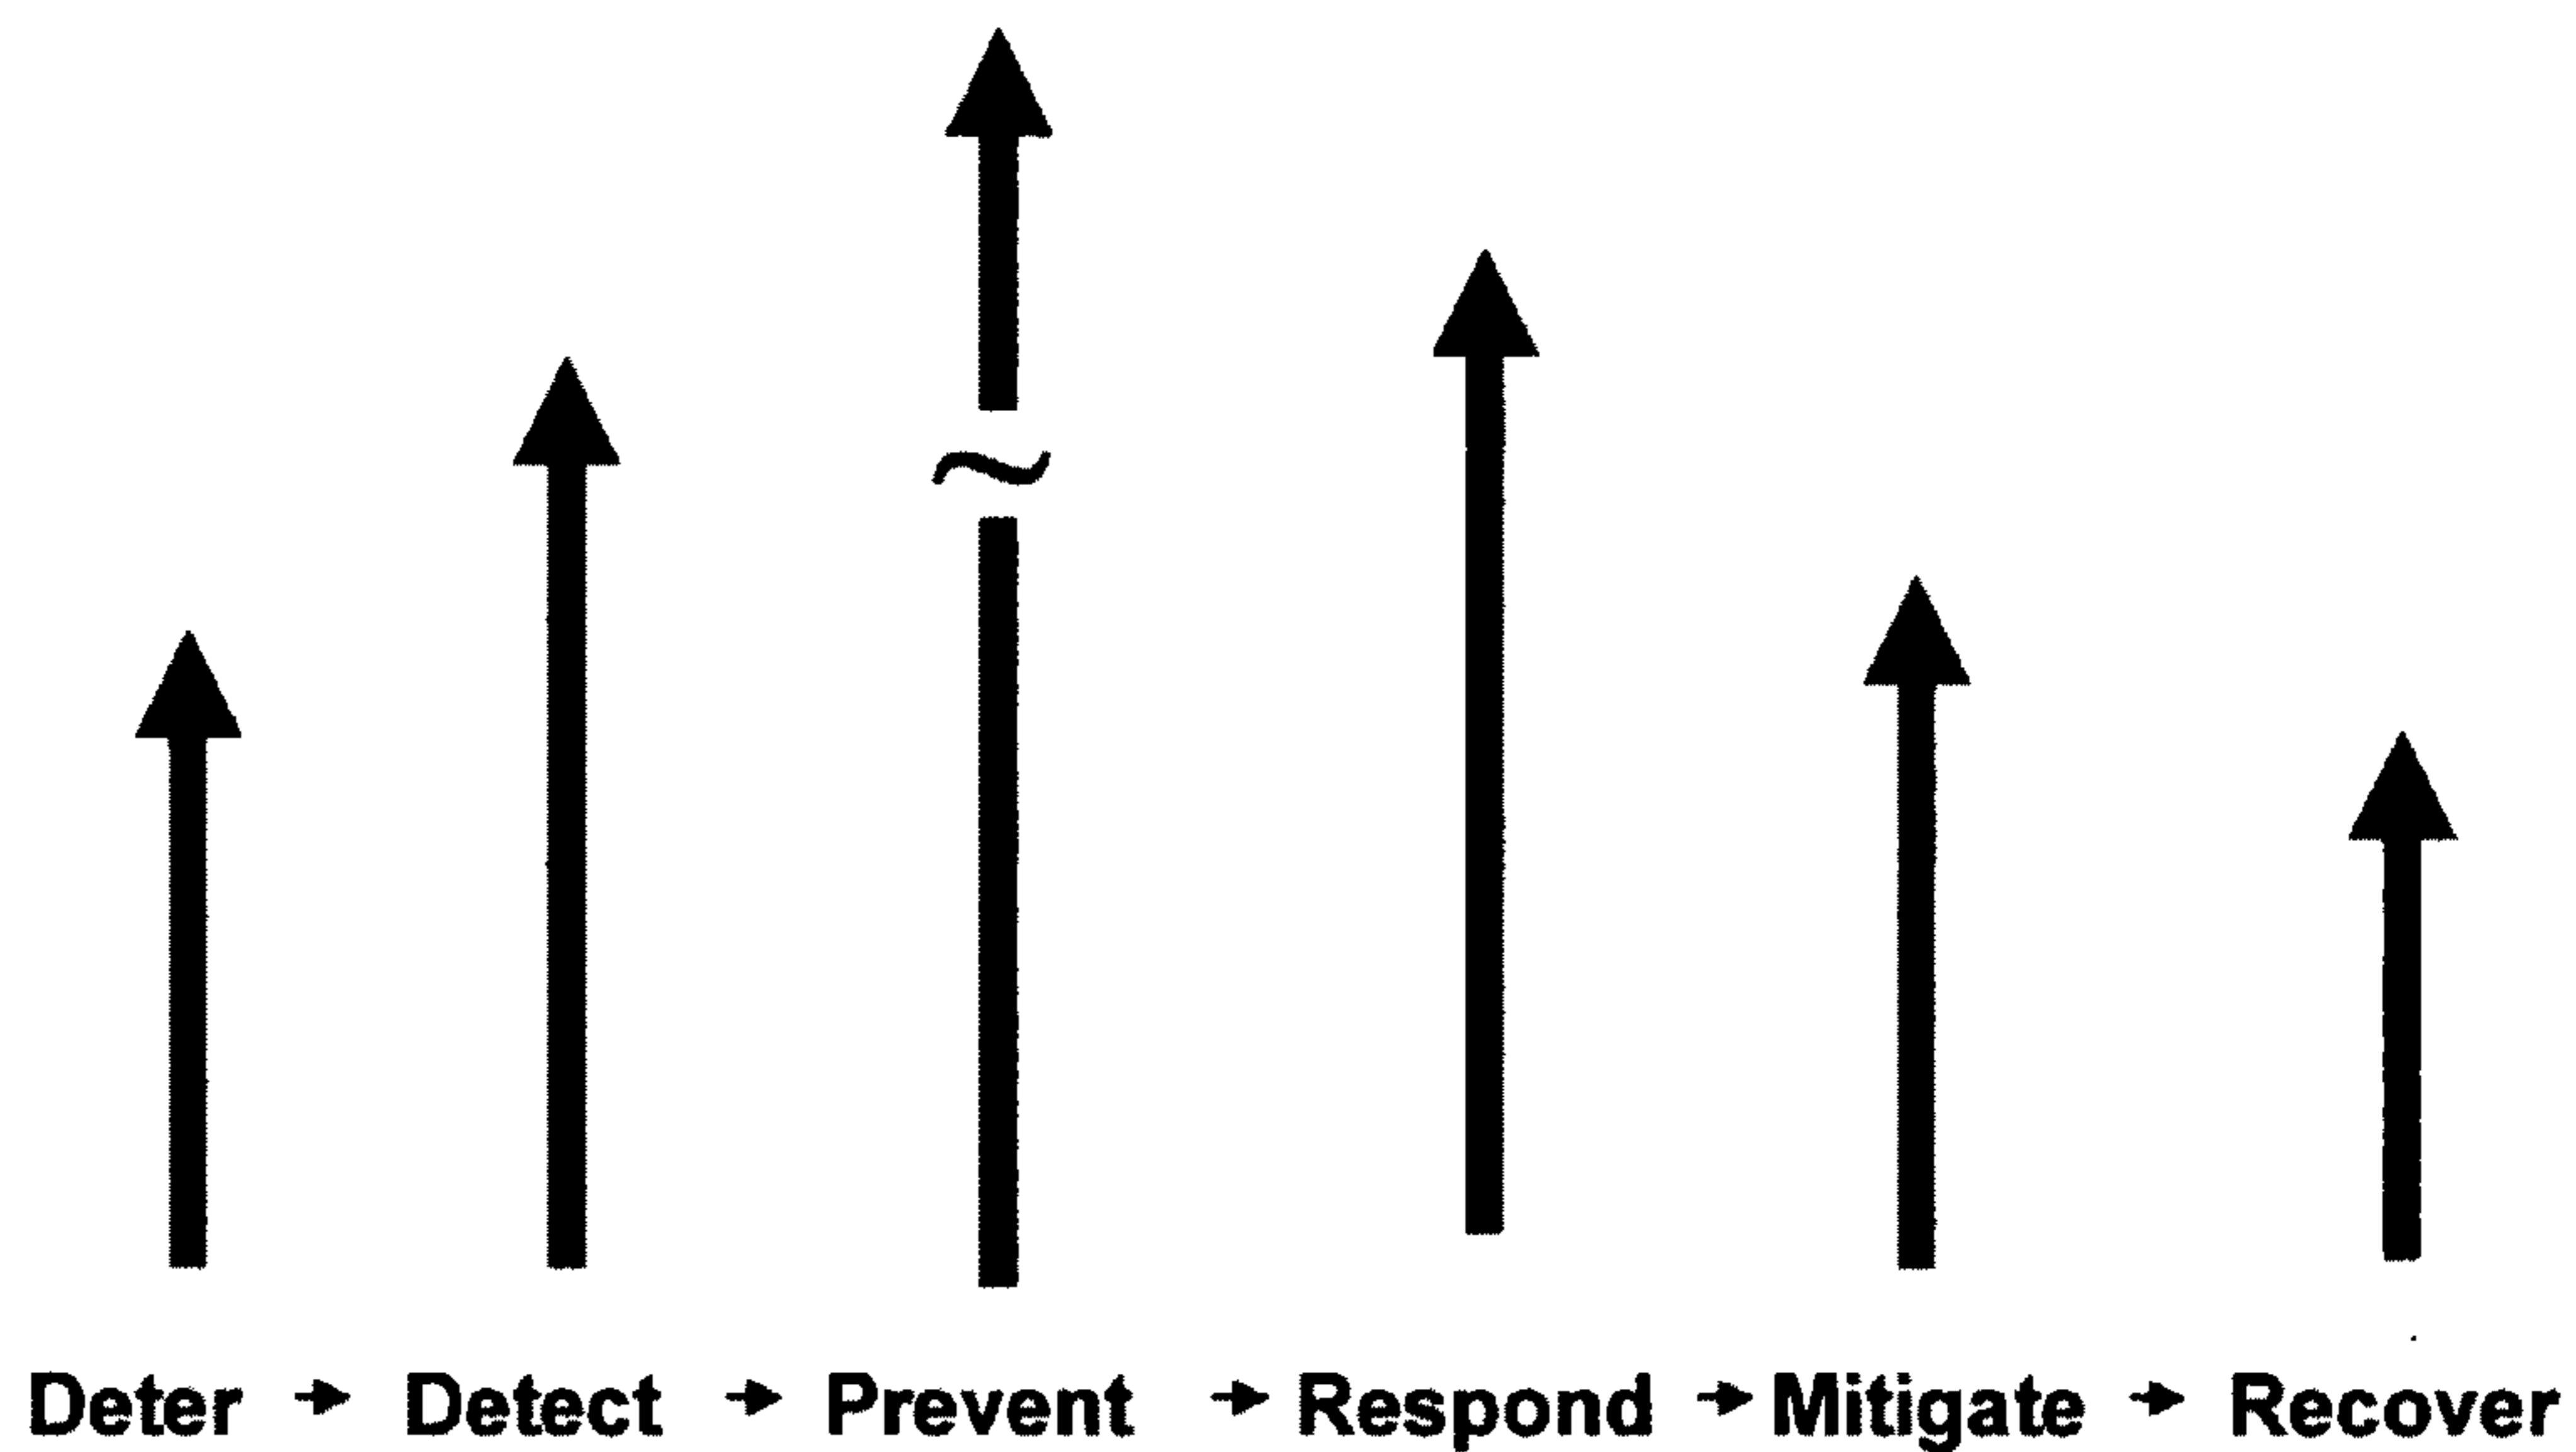 Deter → Detect → Prevent → Respond → Mitigate → Recover